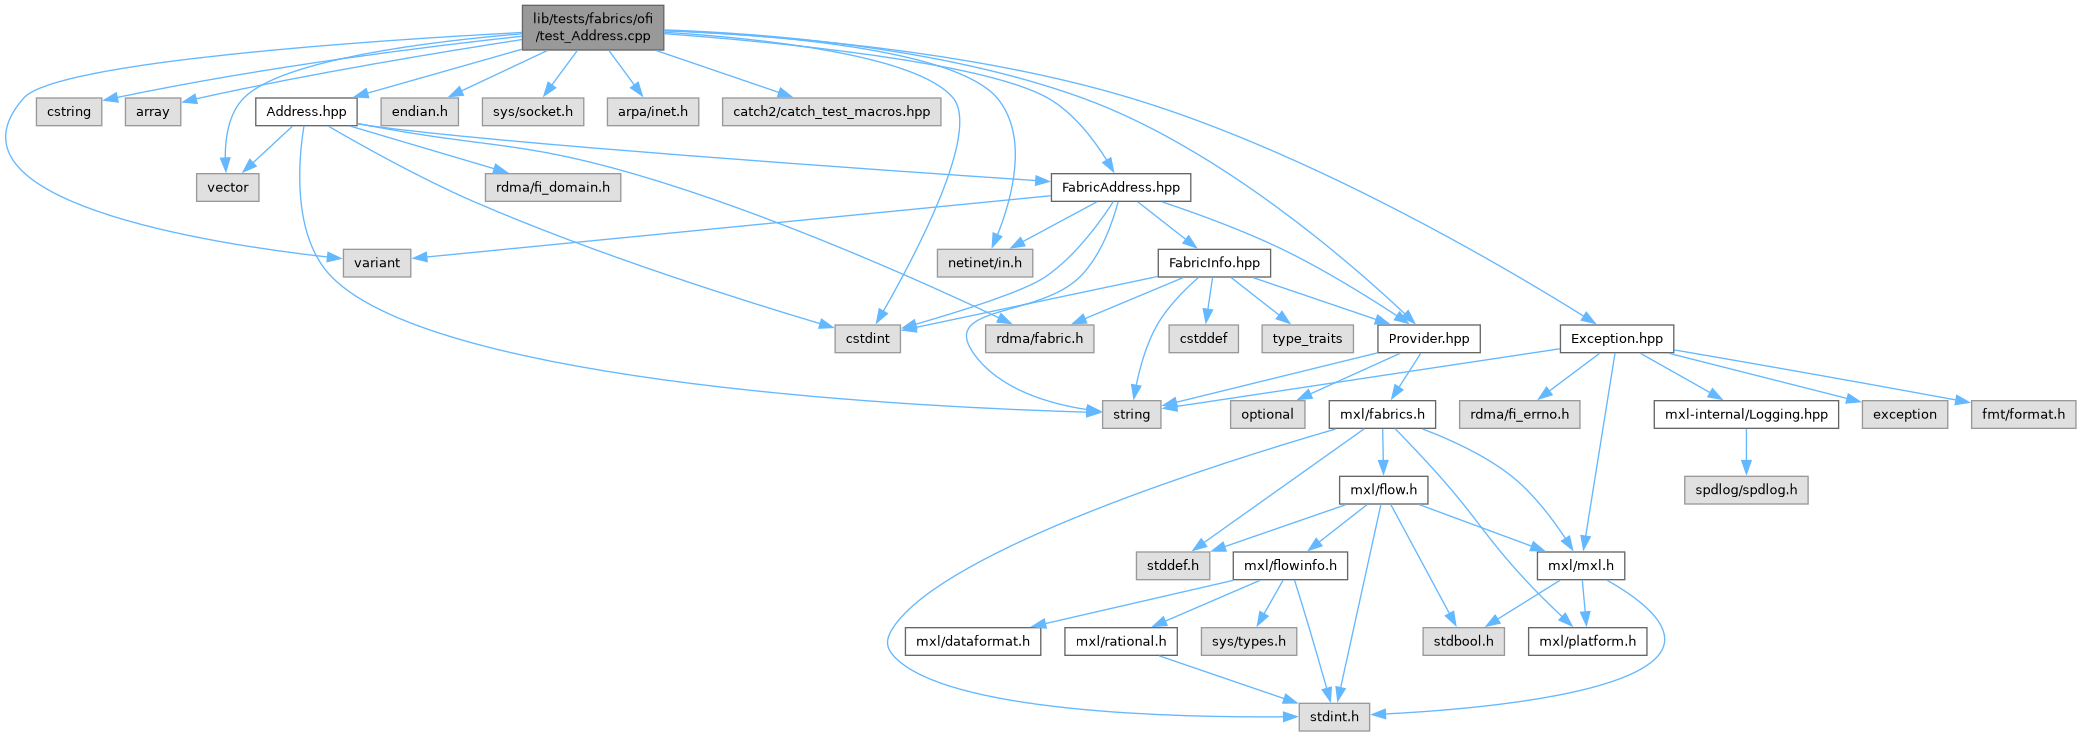 lib/tests/fabrics/ofi
/test_Address.cpp
cstring
array
Address.hpp
endian.h
sys/socket.h
arpa/inet.h
catch2/catch_test_macros.hpp
vector
rdma/fi_domain.h
FabricAddress.hpp
variant
netinet/in.h
FabricInfo.hpp
cstdint
rdma/fabric.h
cstddef
type_traits
Provider.hpp
Exception.hpp
string
optional
mxl/fabrics.h
rdma/fi_errno.h
mxl-internal/Logging.hpp
exception
fmt/format.h
mxl/flow.h
spdlog/spdlog.h
stddef.h
mxl/flowinfo.h
mxl/mxl.h
mxl/dataformat.h
mxl/rational.h
sys/types.h
stdbool.h
mxl/platform.h
stdint.h